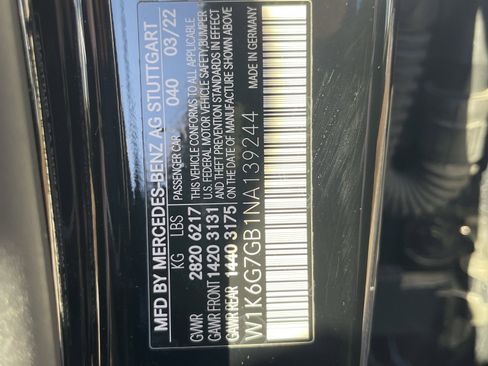 MFD BY MERCEDES-BENZ AG STUTTGART
040 03/22
KG LBS PASSENGER CAR
GVWR 2820 6217 THIS VEHICLE CONFORMS TO ALL APPLICABLE
U.S. FEDERAL MOTOR VEHICLE SAFETY, BUMPER
GAWR FRONT 1420 3131 AND THEFT PREVENTION STANDARDS IN EFFECT
GAWR REAR 1440 3175 ON THE DATE OF MANUFACTURE SHOWN ABOVE
W1K6G7GB1NA139244 MADE IN GERMANY